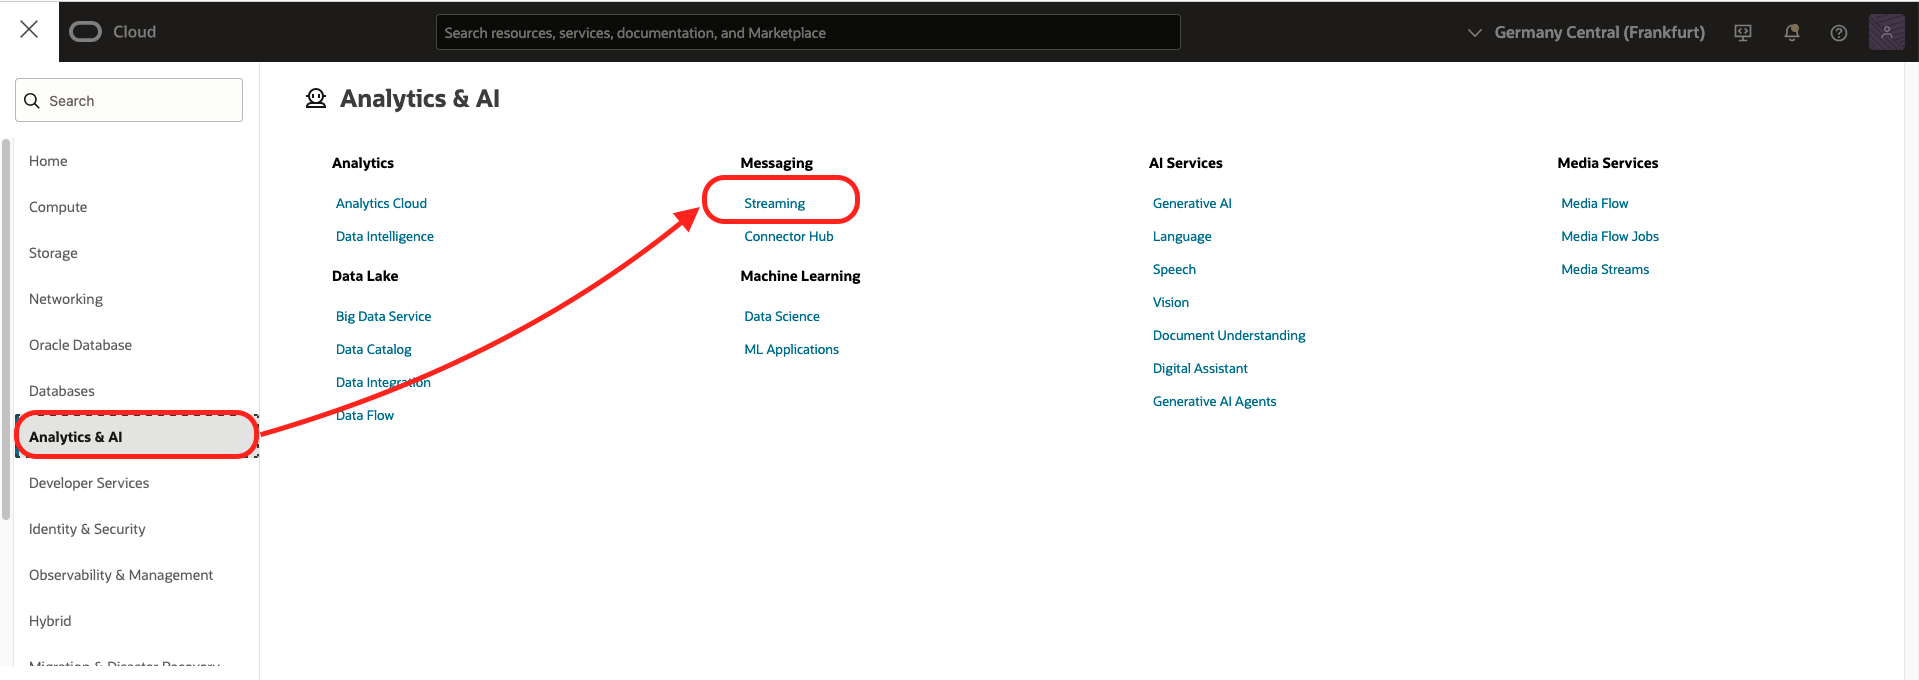 Cloud
Search resources, services, documentation, and Marketplace
Germany Central (Frankfurt)
Search
Home
Compute
Storage
Networking
Oracle Database
Databases
Analytics & AI
Developer Services
Identity & Security
Observability & Management
Hybrid
Migration & Disaster Recovery
Analytics & AI
Analytics
Analytics Cloud
Data Intelligence
Data Lake
Big Data Service
Data Catalog
Data Integration
Data Flow
Messaging
Streaming
Connector Hub
Machine Learning
Data Science
ML Applications
AI Services
Generative AI
Language
Speech
Vision
Document Understanding
Digital Assistant
Generative AI Agents
Media Services
Media Flow
Media Flow Jobs
Media Streams